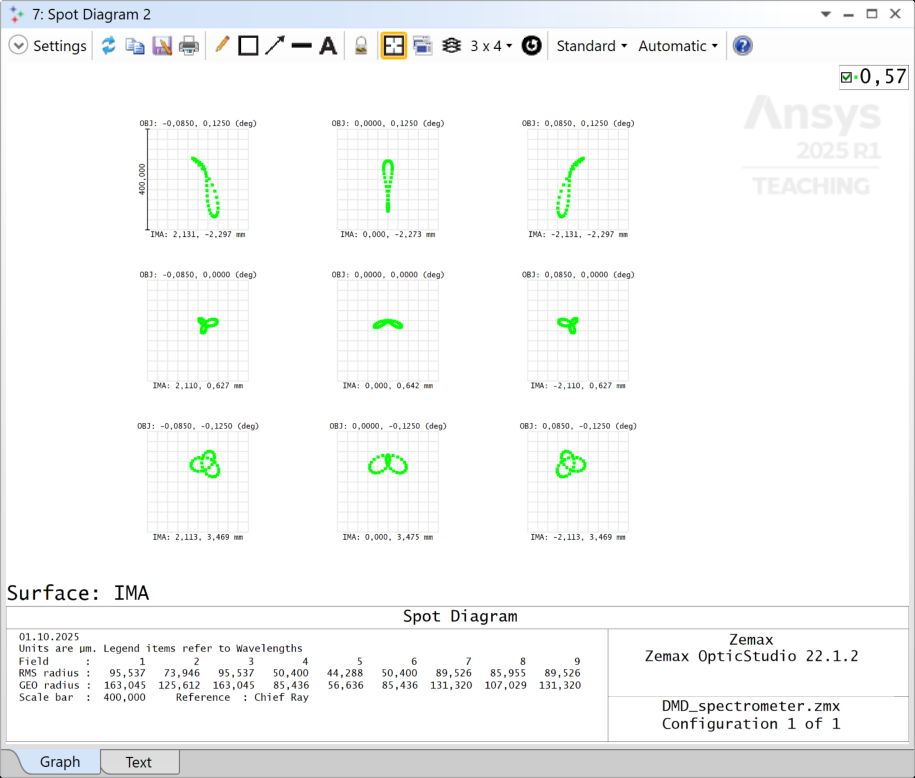 7: Spot Diagram 2
Settings A 3 x 4 Standard Automatic ?
0,57
Ansys
2025 R1
TEACHING
OBJ: -0,0850, 0,1250 (deg) OBJ: 0,0000, 0,1250 (deg) OBJ: 0,0850, 0,1250 (deg)
400,000
IMA: 2,131, -2,297 mm IMA: 0,000, -2,273 mm IMA: -2,131, -2,297 mm
OBJ: -0,0850, 0,0000 (deg) OBJ: 0,0000, 0,0000 (deg) OBJ: 0,0850, 0,0000 (deg)
IMA: 2,110, 0,627 mm IMA: 0,000, 0,642 mm IMA: -2,110, 0,627 mm
OBJ: -0,0850, -0,1250 (deg) OBJ: 0,0000, -0,1250 (deg) OBJ: 0,0850, -0,1250 (deg)
IMA: 2,113, 3,469 mm IMA: 0,000, 3,475 mm IMA: -2,113, 3,469 mm
Surface: IMA
Spot Diagram
01.10.2025
Units are µm. Legend items refer to Wavelengths
Field : 1 2 3 4 5 6 7 8 9
RMS radius : 95,537 73,946 95,537 50,400 44,288 50,400 89,526 85,955 89,526
GEO radius : 163,045 125,612 163,045 85,436 56,636 85,436 131,320 107,029 131,320
Scale bar : 400,000 Reference : Chief Ray
Zemax
Zemax OpticStudio 22.1.2
DMD_spectrometer.zmx
Configuration 1 of 1
Graph Text